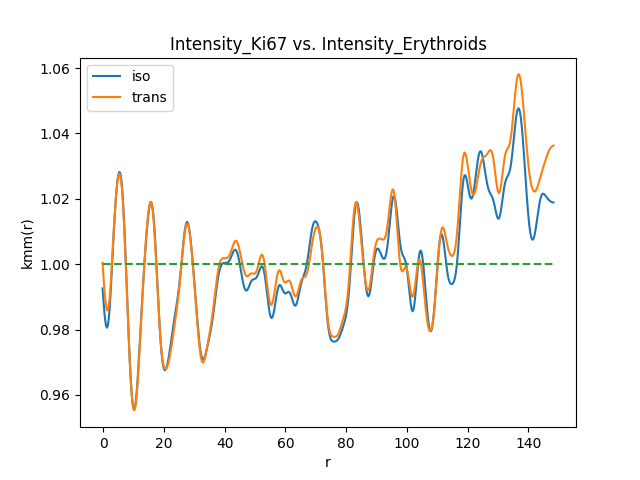 Intensity_Ki67 vs. Intensity_Erythroids
iso
trans
1.06
1.04
1.02
1.00
0.98
0.96
kmm(r)
0 20 40 60 80 100 120 140
r